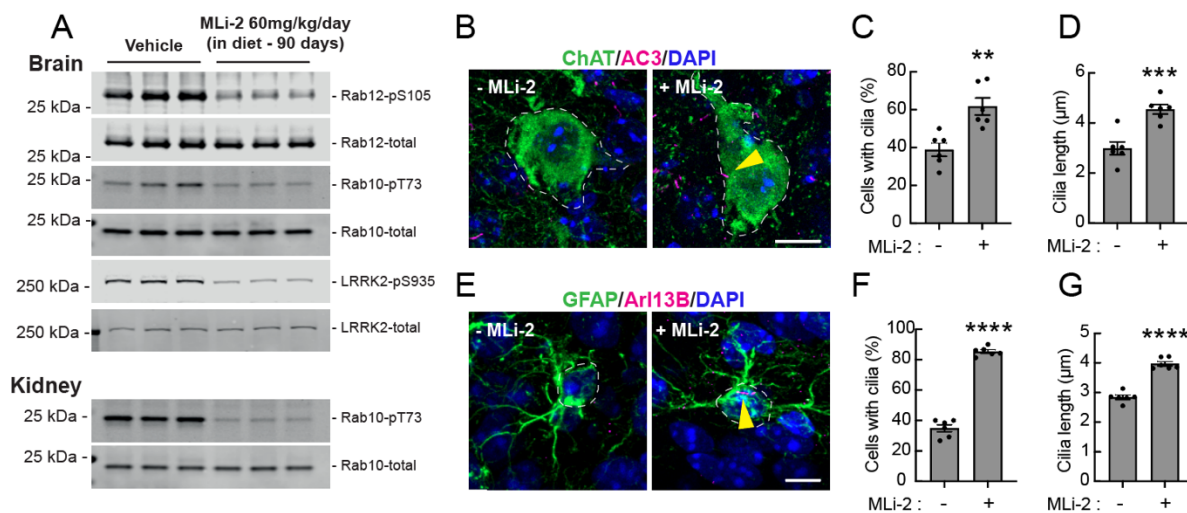 A
Vehicle
MLi-2 60mg/kg/day
(in diet - 90 days)
Brain
25 kDa -
Rab12-pS105
Rab12-total
25 kDa -
Rab10-pT73
25 kDa -
Rab10-total
250 kDa -
LRRK2-pS935
250 kDa -
LRRK2-total
Kidney
25 kDa -
Rab10-pT73
25 kDa -
Rab10-total
B
ChAT/AC3/DAPI
- MLi-2
+ MLi-2
C
Cells with cilia (%)
80
60
40
20
0
**
MLi-2 : - +
D
Cilia length (µm)
6
4
2
0
***
MLi-2 : - +
E
GFAP/Arl13B/DAPI
- MLi-2
+ MLi-2
F
Cells with cilia (%)
100
80
60
40
20
0
****
MLi-2 : - +
G
Cilia length (µm)
5
4
3
2
1
0
****
MLi-2 : - +